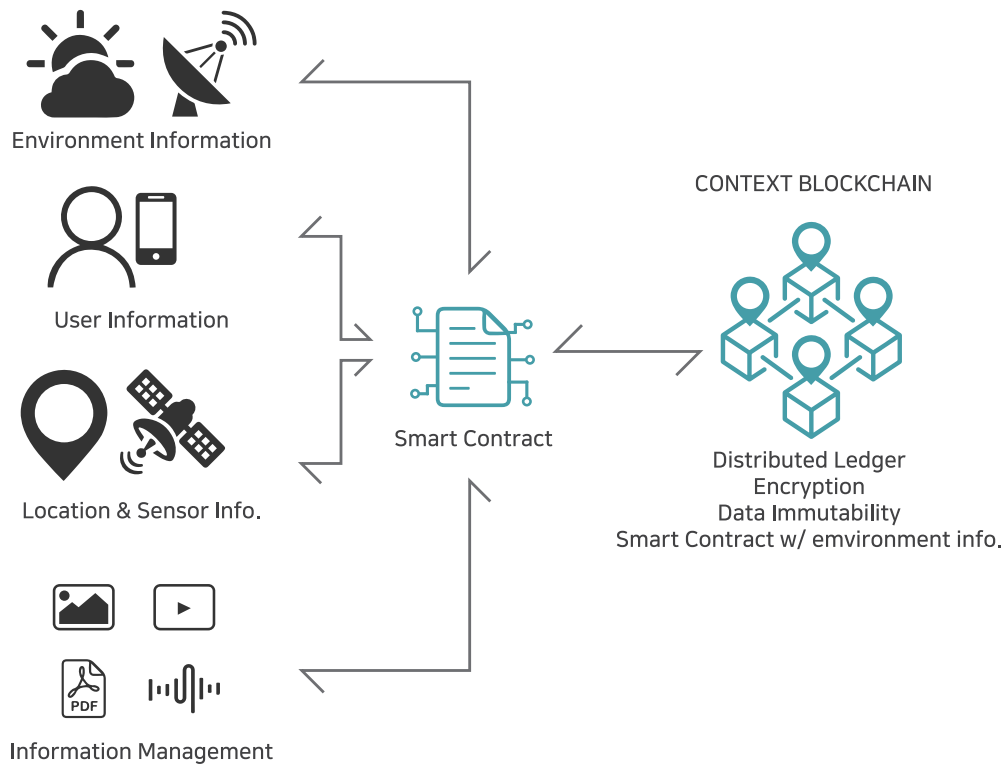 Environment Information
User Information
Location & Sensor Info.
PDF
Information Management
Smart Contract
CONTEXT BLOCKCHAIN
Distributed Ledger
Encryption
Data Immutability
Smart Contract w/ emvironment info.